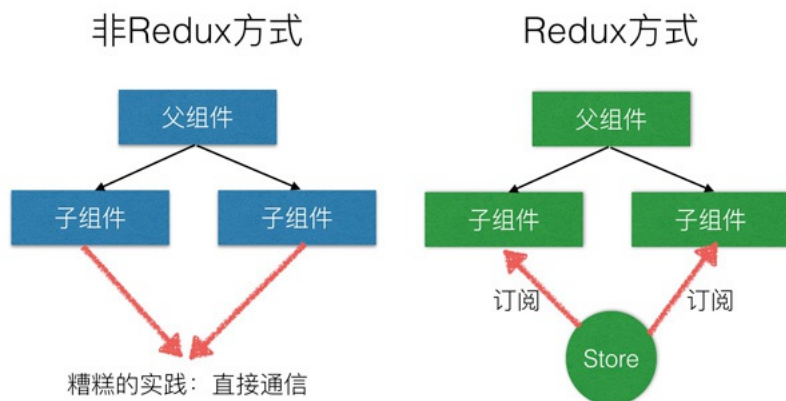 非Redux方式
父组件
子组件
子组件
糟糕的实践：直接通信
Redux方式
父组件
子组件
子组件
订阅
订阅
Store